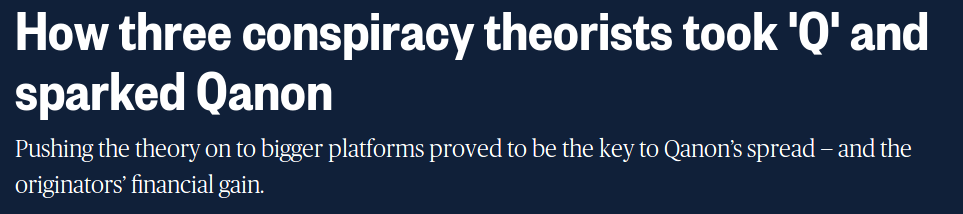 How three conspiracy theorists took 'Q' and
sparked Qanon
Pushing the theory on to bigger platforms proved to be the key to Qanon’s spread — and the
originators’ financial gain.